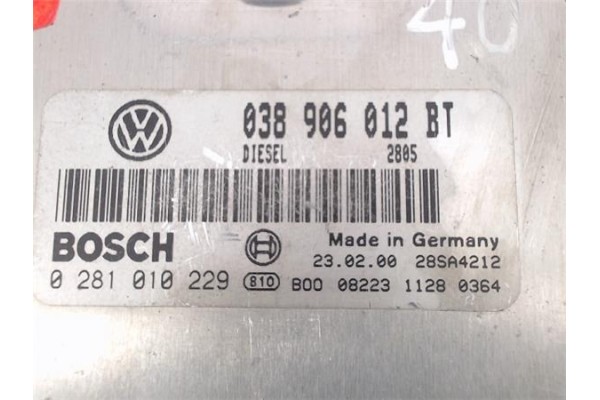 40
038 906 012 BT
DIESEL 2805
BOSCH
Made in Germany
23.02.00 28SA4212
0 281 010 229 810 B00 08223 1128 0364